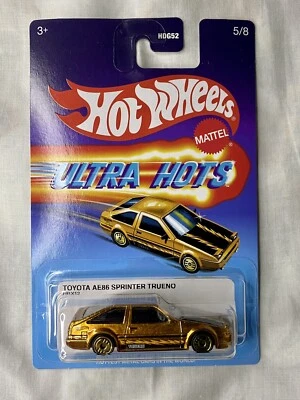 3+
HDG52
5/8
Hot Wheels
MATTEL
ULTRA HOTS
TOYOTA AE86 SPRINTER TRUENO